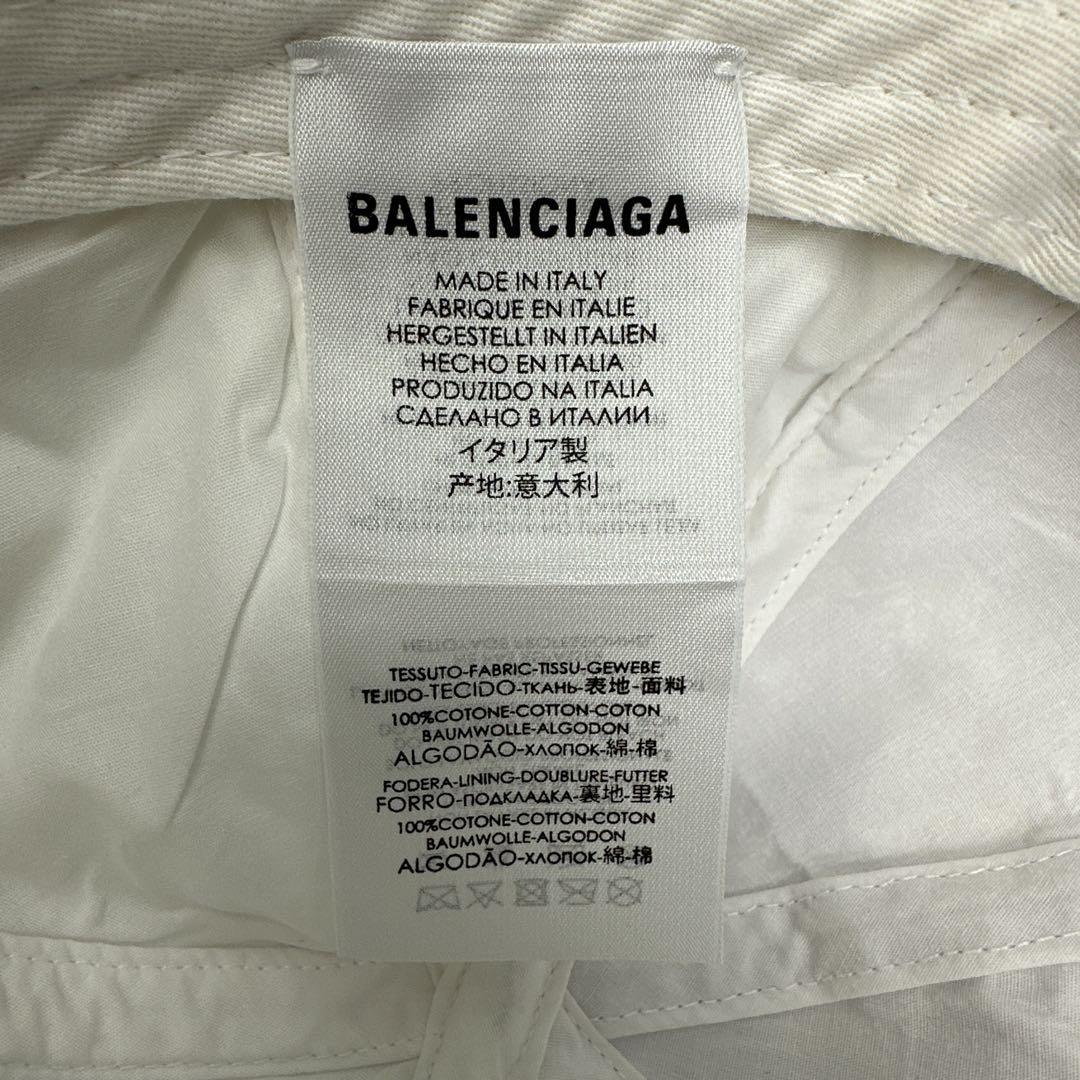 BALENCIAGA
MADE IN ITALY
FABRIQUE EN ITALIE
HERGESTELLT IN ITALIEN
HECHO EN ITALIA
PRODUZIDO NA ITALIA
СДЕЛАНО В ИТАЛИИ
イタリア製
产地:意大利
TESSUTO-FABRIC-TISSU-GEWEBE
TEJIDO-TECIDO-ТКАНЬ-表地-面料
100%COTONE-COTTON-COTON
BAUMWOLLE-ALGODON
ALGODÃO-ХЛОПОК-綿-棉
FODERA-LINING-DOUBLURE-FUTTER
FORRO-ПОДКЛАДКА-裏地-里料
100%COTONE-COTTON-COTON
BAUMWOLLE-ALGODON
ALGODÃO-ХЛОПОК-綿-棉